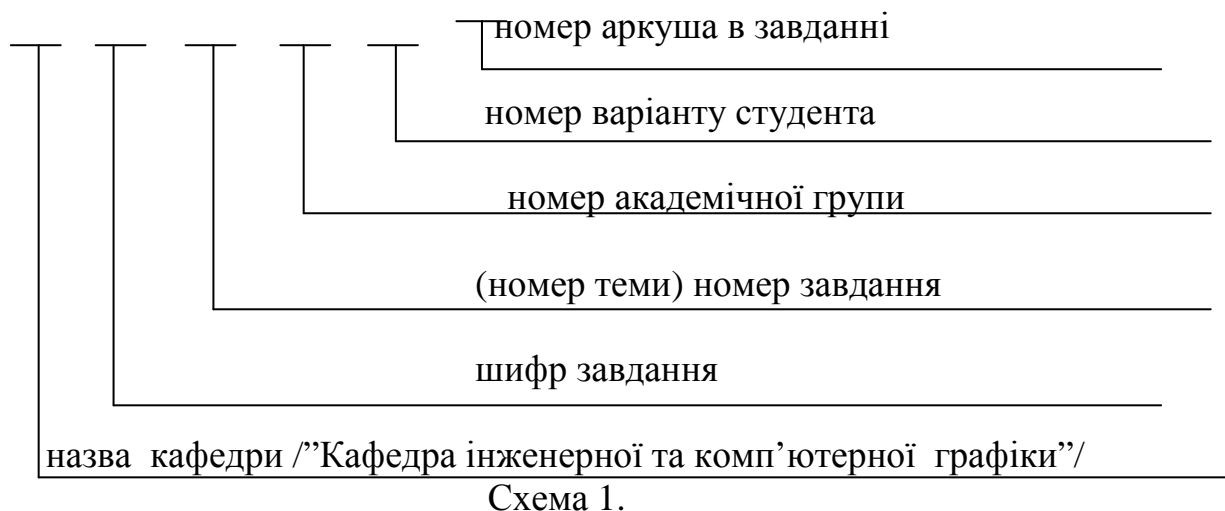 номер аркуша в завданні
номер варіанту студента
номер академічної групи
(номер теми) номер завдання
шифр завдання
назва кафедри /”Кафедра інженерної та комп’ютерної графіки”/
Схема 1.